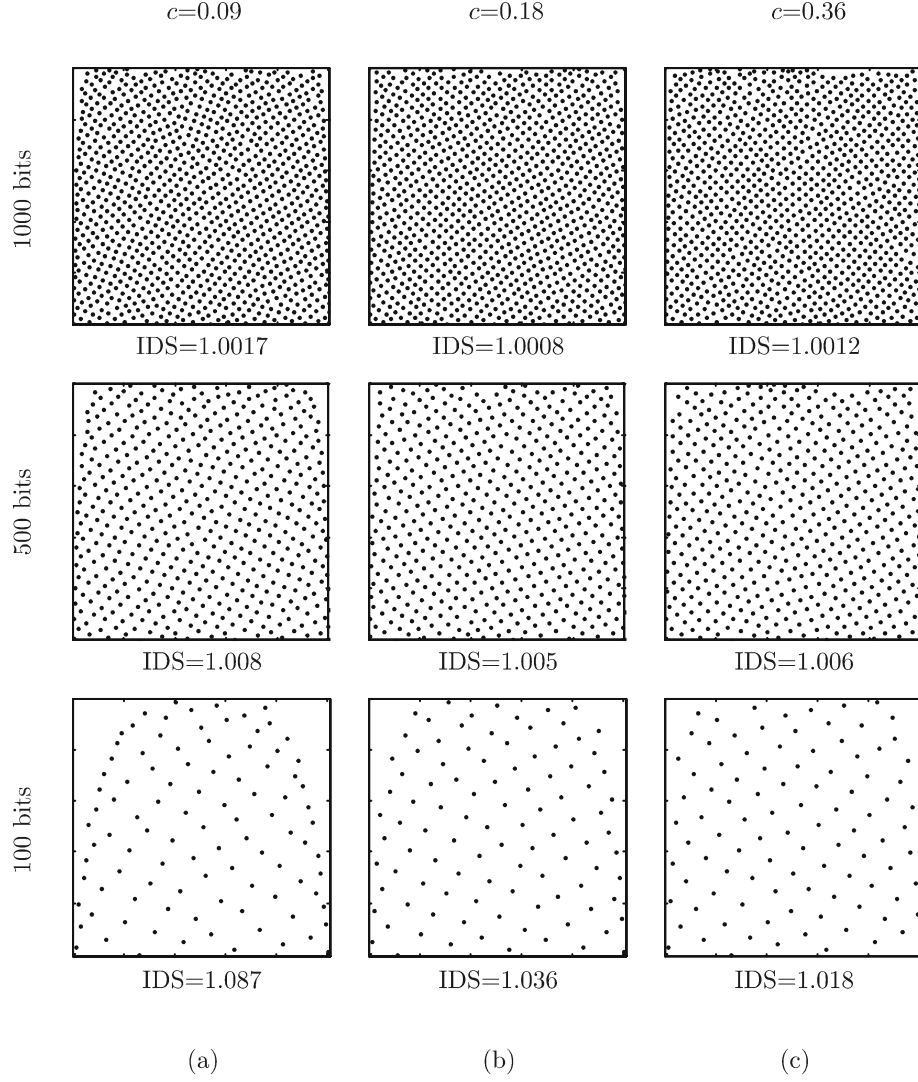 c=0.09 c=0.18 c=0.36
1000 bits
IDS=1.0017 IDS=1.0008 IDS=1.0012
500 bits
IDS=1.008 IDS=1.005 IDS=1.006
100 bits
IDS=1.087 IDS=1.036 IDS=1.018
(a) (b) (c)